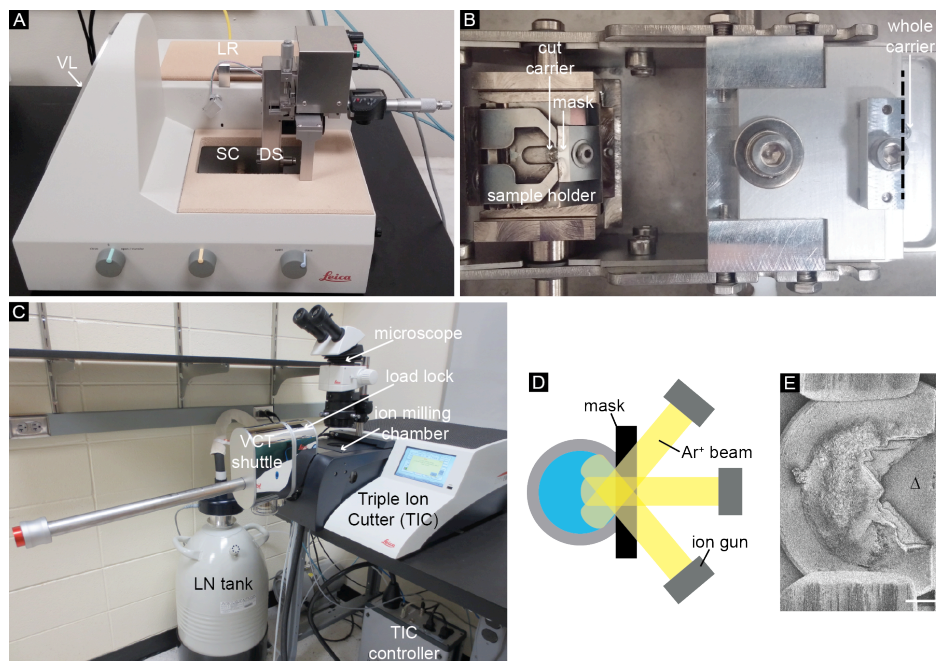 A
LR
VL
SC
DS
Leica
B
cut
carrier
whole
carrier
mask
sample holder
C
microscope
load lock
ion milling
chamber
VCT
shuttle
Triple Ion
Cutter (TIC)
LN tank
TIC
controller
D
mask
Ar⁺ beam
ion gun
E
Δ